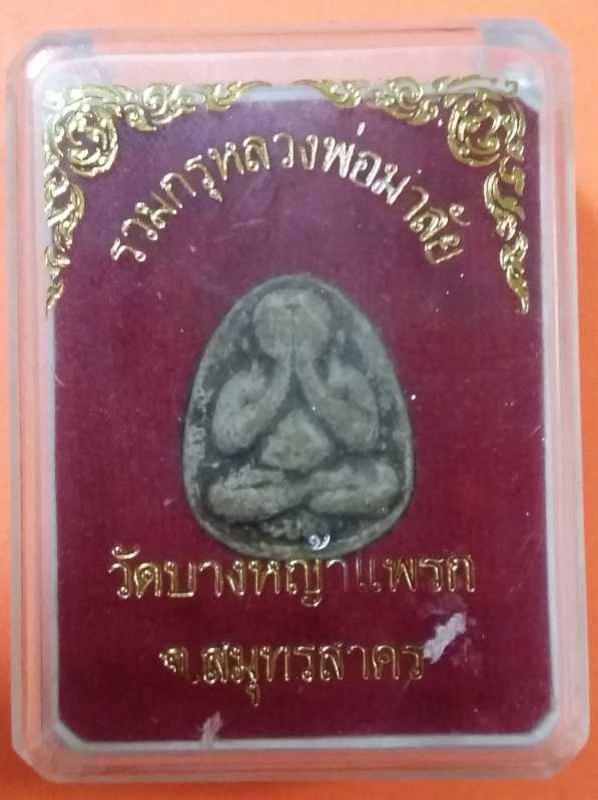 รวมกรุหลวงพ่อมาลัย
วัดบางหญ้าแพรก
จ.สมุทรสาคร